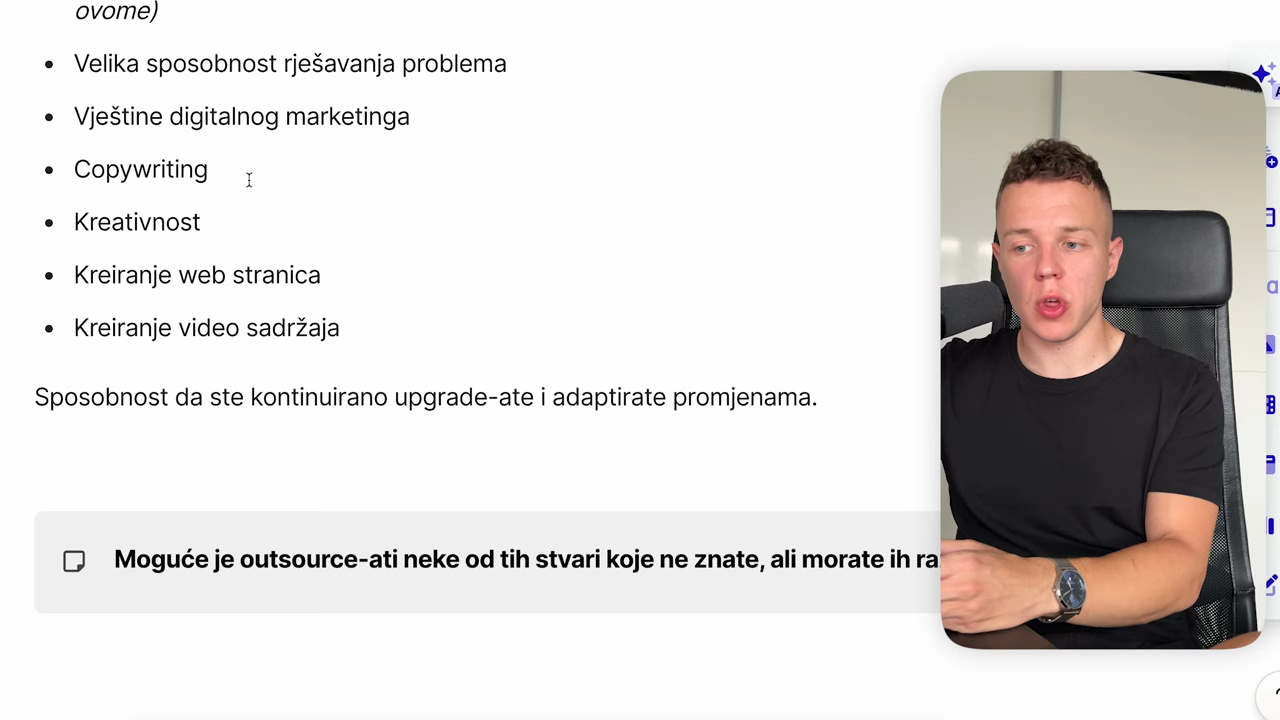 ovome)
Velika sposobnost rješavanja problema
Vještine digitalnog marketinga
Copywriting
Kreativnost
Kreiranje web stranica
Kreiranje video sadržaja
Sposobnost da ste kontinuirano upgrade-ate i adaptirate promjenama.
Moguće je outsource-ati neke od tih stvari koje ne znate, ali morate ih